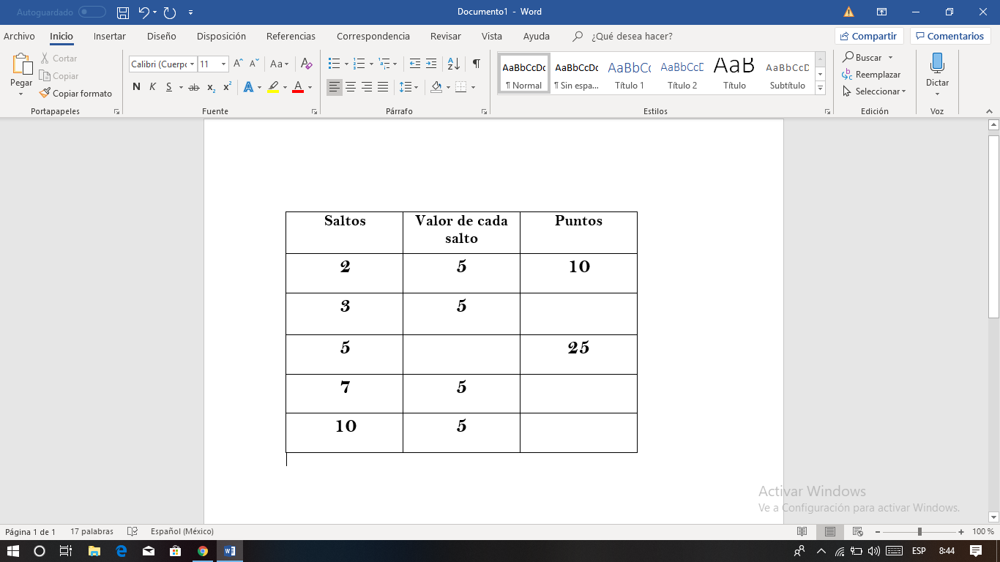 Autoguardado
Documento1 - Word
Archivo Inicio Insertar Diseño Disposición Referencias Correspondencia Revisar Vista Ayuda ¿Qué desea hacer? Compartir Comentarios
Pegar
Cortar
Copiar
Copiar formato
Portapapeles
Calibri (Cuerpo 11
N K S ab x₂ x²
Fuente
Párrafo
AaBbCcDc AaBbCcDc AaBbCc AaBbCcD AaB AaBbCcD
¶ Normal ¶ Sin espa... Título 1 Título 2 Título Subtítulo
Estilos
Buscar
Reemplazar
Seleccionar
Edición
Dictar
Voz
Saltos Valor de cada salto Puntos
2 5 10
3 5
5 25
7 5
10 5
Activar Windows
Ve a Configuración para activar Windows.
Página 1 de 1 17 palabras Español (México) 100 %
ESP 8:44